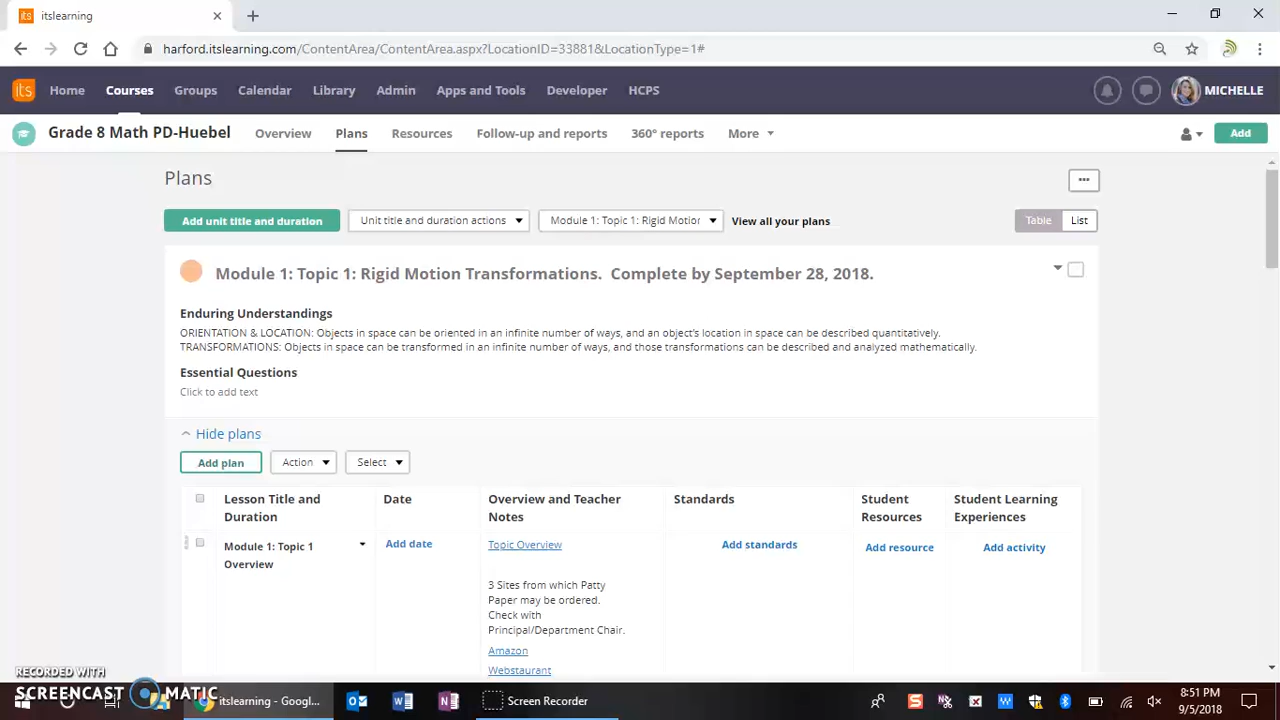 its itslearning
harford.itslearning.com/ContentArea/ContentArea.aspx?LocationID=33881&LocationType=1#
its Home Courses Groups Calendar Library Admin Apps and Tools Developer HCPS MICHELLE
Grade 8 Math PD-Huebel Overview Plans Resources Follow-up and reports 360° reports More Add
Plans
Add unit title and duration Unit title and duration actions Module 1: Topic 1: Rigid Motion View all your plans Table List
Module 1: Topic 1: Rigid Motion Transformations. Complete by September 28, 2018.
Enduring Understandings
ORIENTATION & LOCATION: Objects in space can be oriented in an infinite number of ways, and an object's location in space can be described quantitatively.
TRANSFORMATIONS: Objects in space can be transformed in an infinite number of ways, and those transformations can be described and analyzed mathematically.
Essential Questions
Click to add text
Hide plans
Add plan Action Select
Lesson Title and Duration Date Overview and Teacher Notes Standards Student Resources Student Learning Experiences
Module 1: Topic 1 Overview Add date Topic Overview Add standards Add resource Add activity
3 Sites from which Patty
Paper may be ordered.
Check with
Principal/Department Chair.
Amazon
Webstaurant
RECORDED WITH
SCREENCAST MATIC
itslearning - Googl... Screen Recorder
8:51 PM
9/5/2018